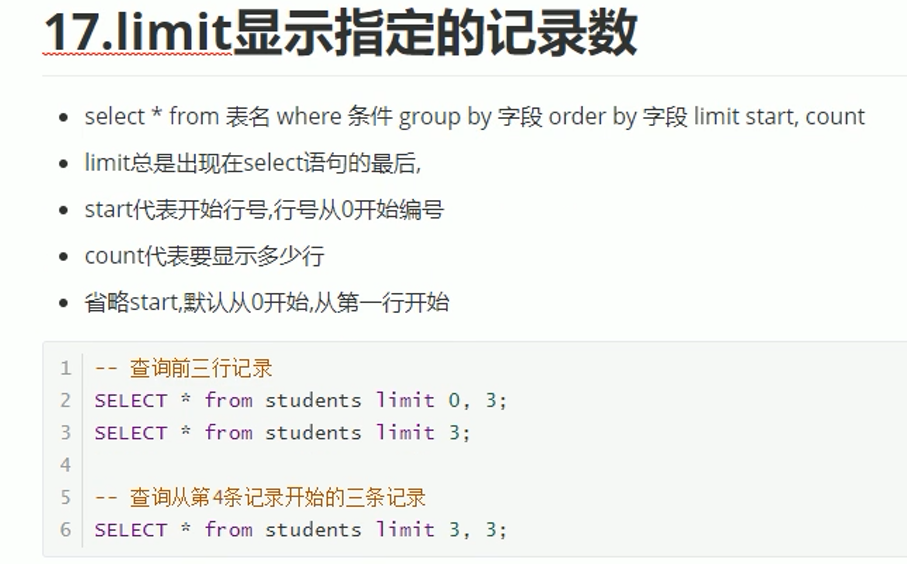 17.limit显示指定的记录数
select * from 表名 where 条件 group by 字段 order by 字段 limit start, count
limit总是出现在select语句的最后,
start代表开始行号,行号从0开始编号
count代表要显示多少行
省略start,默认从0开始,从第一行开始
1 -- 查询前三行记录
2 SELECT * from students limit 0, 3;
3 SELECT * from students limit 3;
4
5 -- 查询从第4条记录开始的三条记录
6 SELECT * from students limit 3, 3;